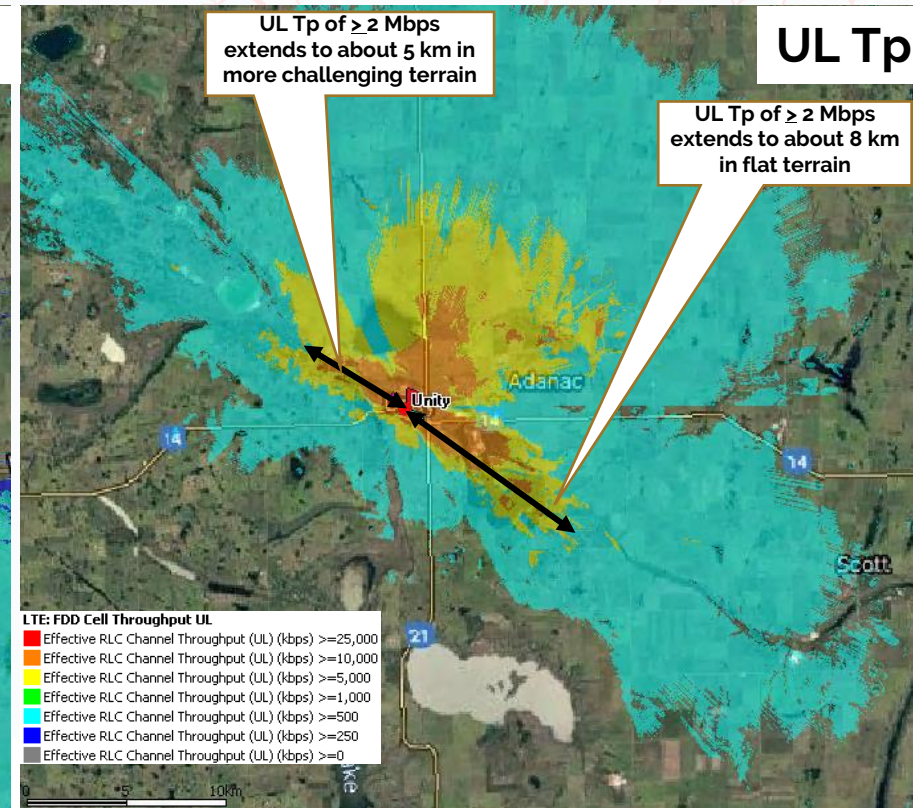 UL Tp of ≥ 2 Mbps
extends to about 5 km in
more challenging terrain
UL Tp
UL Tp of ≥ 2 Mbps
extends to about 8 km
in flat terrain
Adanac
Unity
14
14
14
Scott
21
LTE: FDD Cell Throughput UL
Effective RLC Channel Throughput (UL) (kbps) >=25,000
Effective RLC Channel Throughput (UL) (kbps) >=10,000
Effective RLC Channel Throughput (UL) (kbps) >=5,000
Effective RLC Channel Throughput (UL) (kbps) >=1,000
Effective RLC Channel Throughput (UL) (kbps) >=500
Effective RLC Channel Throughput (UL) (kbps) >=250
Effective RLC Channel Throughput (UL) (kbps) >=0
0 5 10km